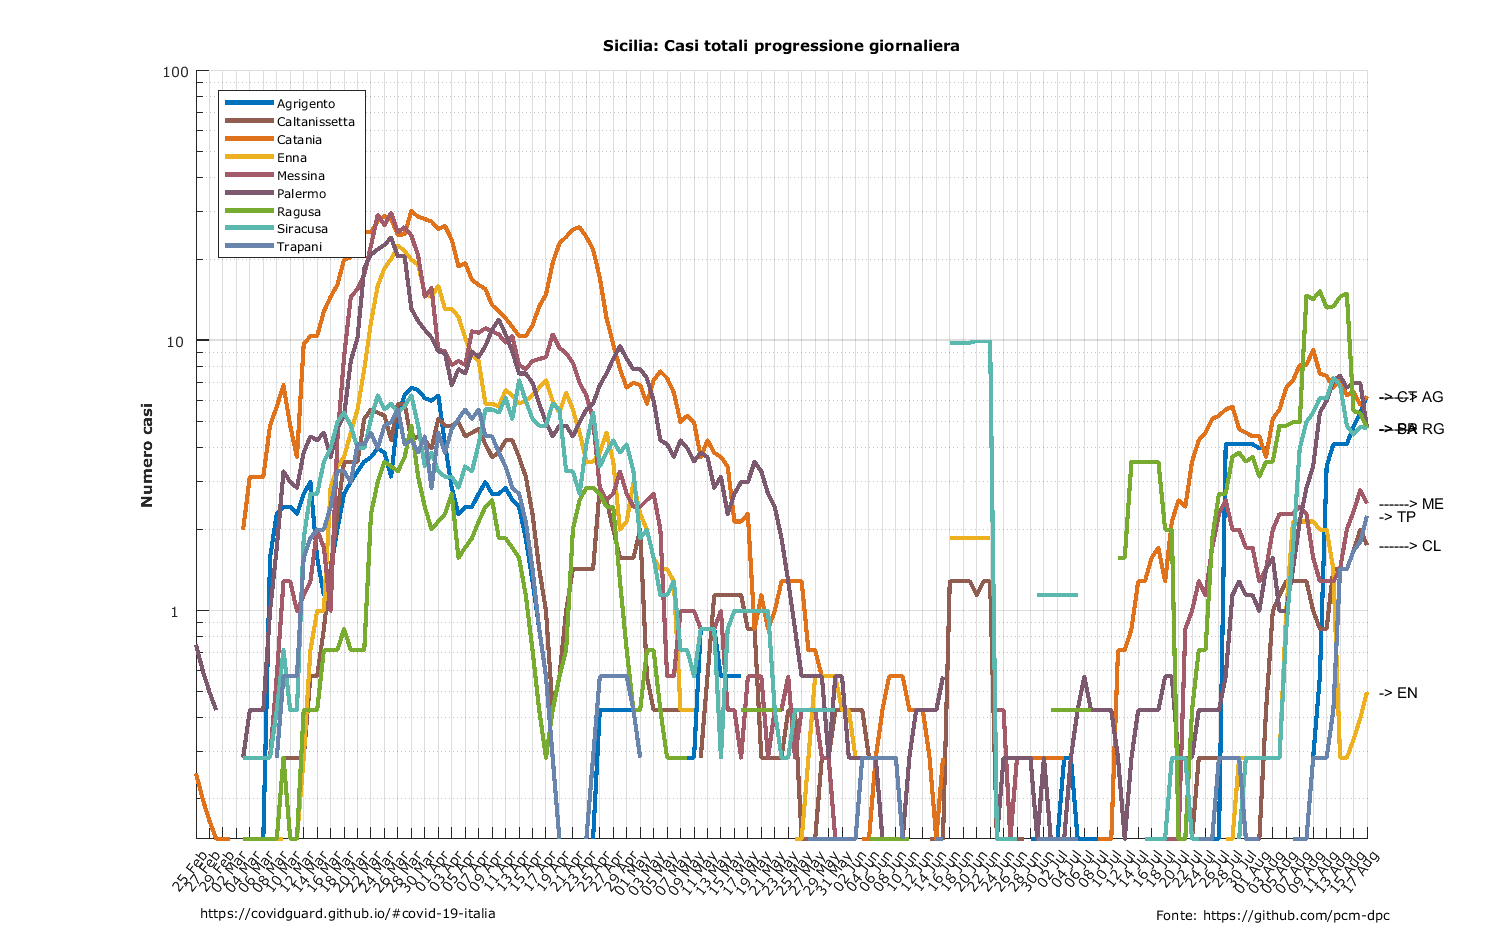 Sicilia: Casi totali progressione giornaliera
100
10
1
Numero casi
Agrigento
Caltanissetta
Catania
Enna
Messina
Palermo
Ragusa
Siracusa
Trapani
AG
RG
------> ME
-> TP
------> CL
-> EN
25 Feb
27 Feb
29 Feb
02 Mar
04 Mar
06 Mar
08 Mar
10 Mar
12 Mar
14 Mar
16 Mar
18 Mar
20 Mar
22 Mar
24 Mar
26 Mar
28 Mar
30 Mar
01 Apr
03 Apr
05 Apr
07 Apr
09 Apr
11 Apr
13 Apr
15 Apr
17 Apr
19 Apr
21 Apr
23 Apr
25 Apr
27 Apr
29 Apr
01 May
03 May
05 May
07 May
09 May
11 May
13 May
15 May
17 May
19 May
21 May
23 May
25 May
27 May
29 May
31 May
02 Jun
04 Jun
06 Jun
08 Jun
10 Jun
12 Jun
14 Jun
16 Jun
18 Jun
20 Jun
22 Jun
24 Jun
26 Jun
28 Jun
30 Jun
02 Jul
04 Jul
06 Jul
08 Jul
10 Jul
12 Jul
14 Jul
16 Jul
18 Jul
20 Jul
22 Jul
24 Jul
26 Jul
28 Jul
30 Jul
01 Aug
03 Aug
05 Aug
07 Aug
09 Aug
11 Aug
13 Aug
15 Aug
17 Aug
https://covidguard.github.io/#covid-19-italia
Fonte: https://github.com/pcm-dpc